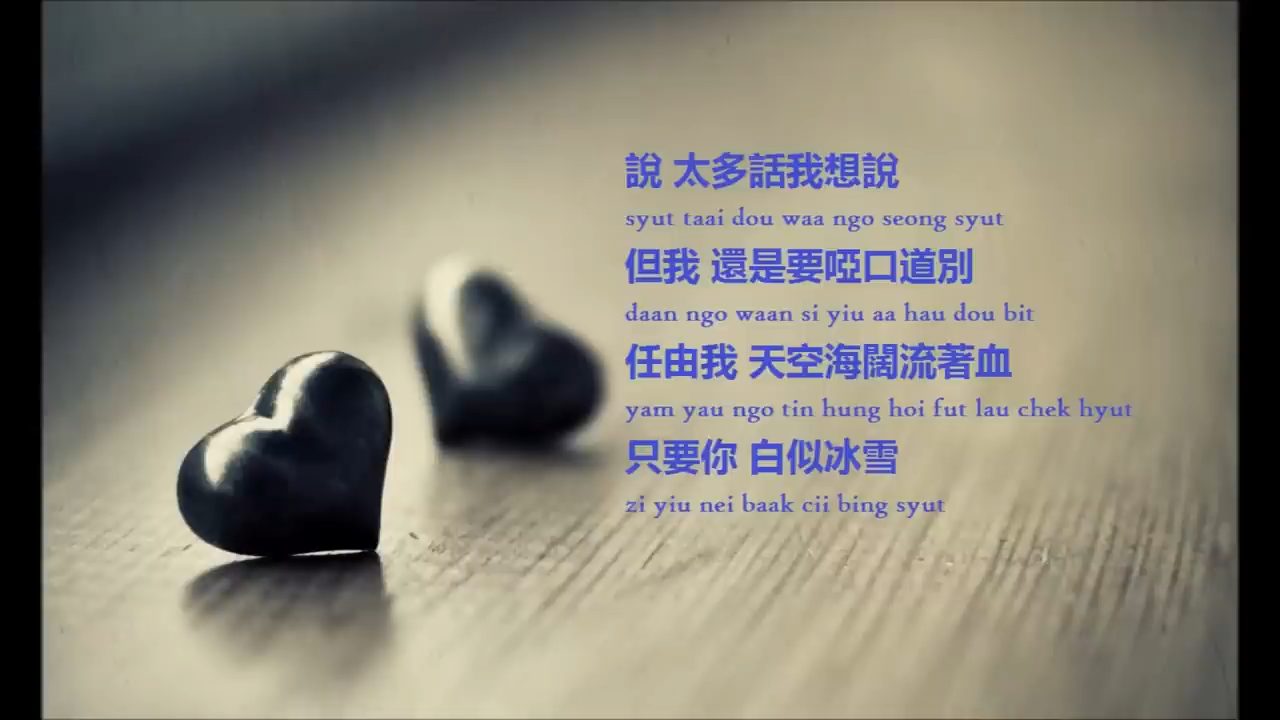 說 太多話我想說
syut taai dou waa ngo seong syut
但我 還是要啞口道別
daan ngo waan si yiu aa hau dou bit
任由我 天空海闊流著血
yam yau ngo tin hung hoi fut lau chek hyut
只要你 白似冰雪
zi yiu nei baak cii bing syut